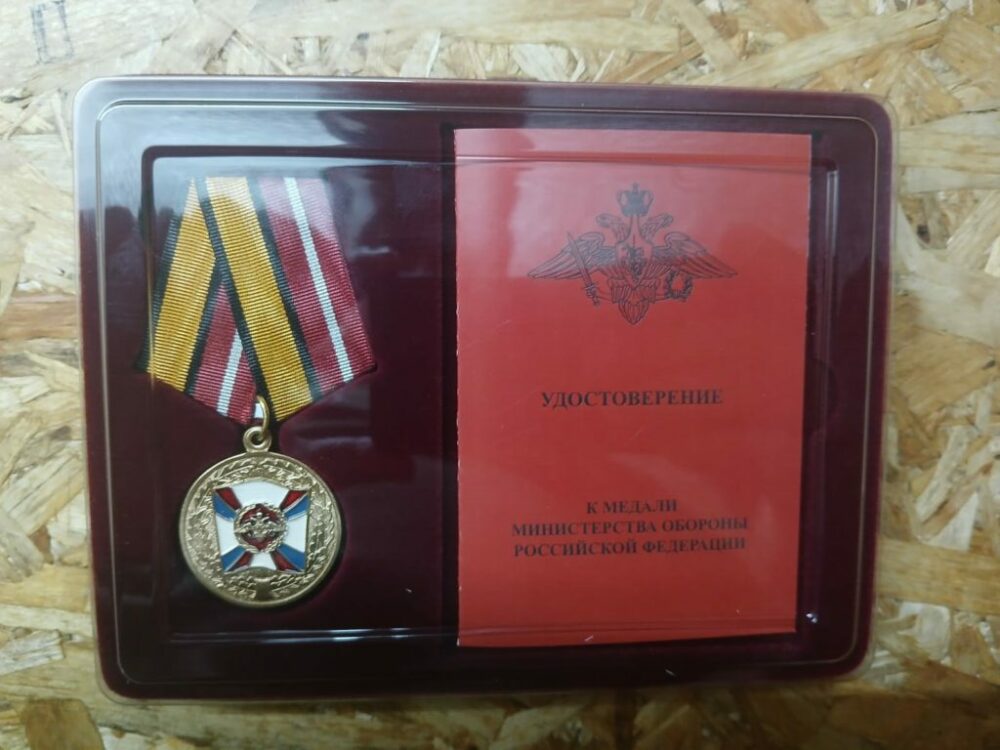 УДОСТОВЕРЕНИЕ
К МЕДАЛИ
МИНИСТЕРСТВА ОБОРОНЫ
РОССИЙСКОЙ ФЕДЕРАЦИИ